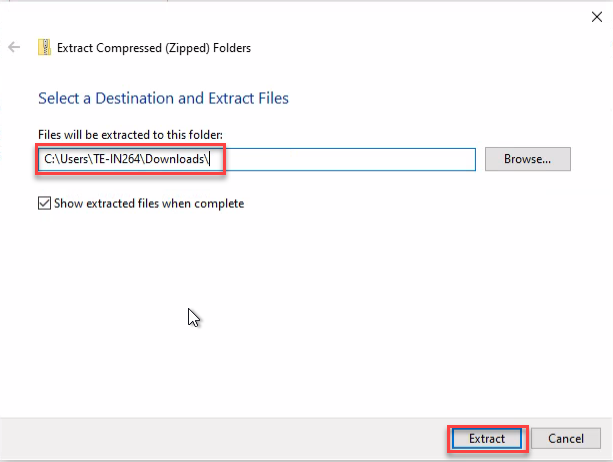 Extract Compressed (Zipped) Folders
Select a Destination and Extract Files
Files will be extracted to this folder:
C:\Users\TE-IN264\Downloads\
Browse...
Show extracted files when complete
Extract
Cancel